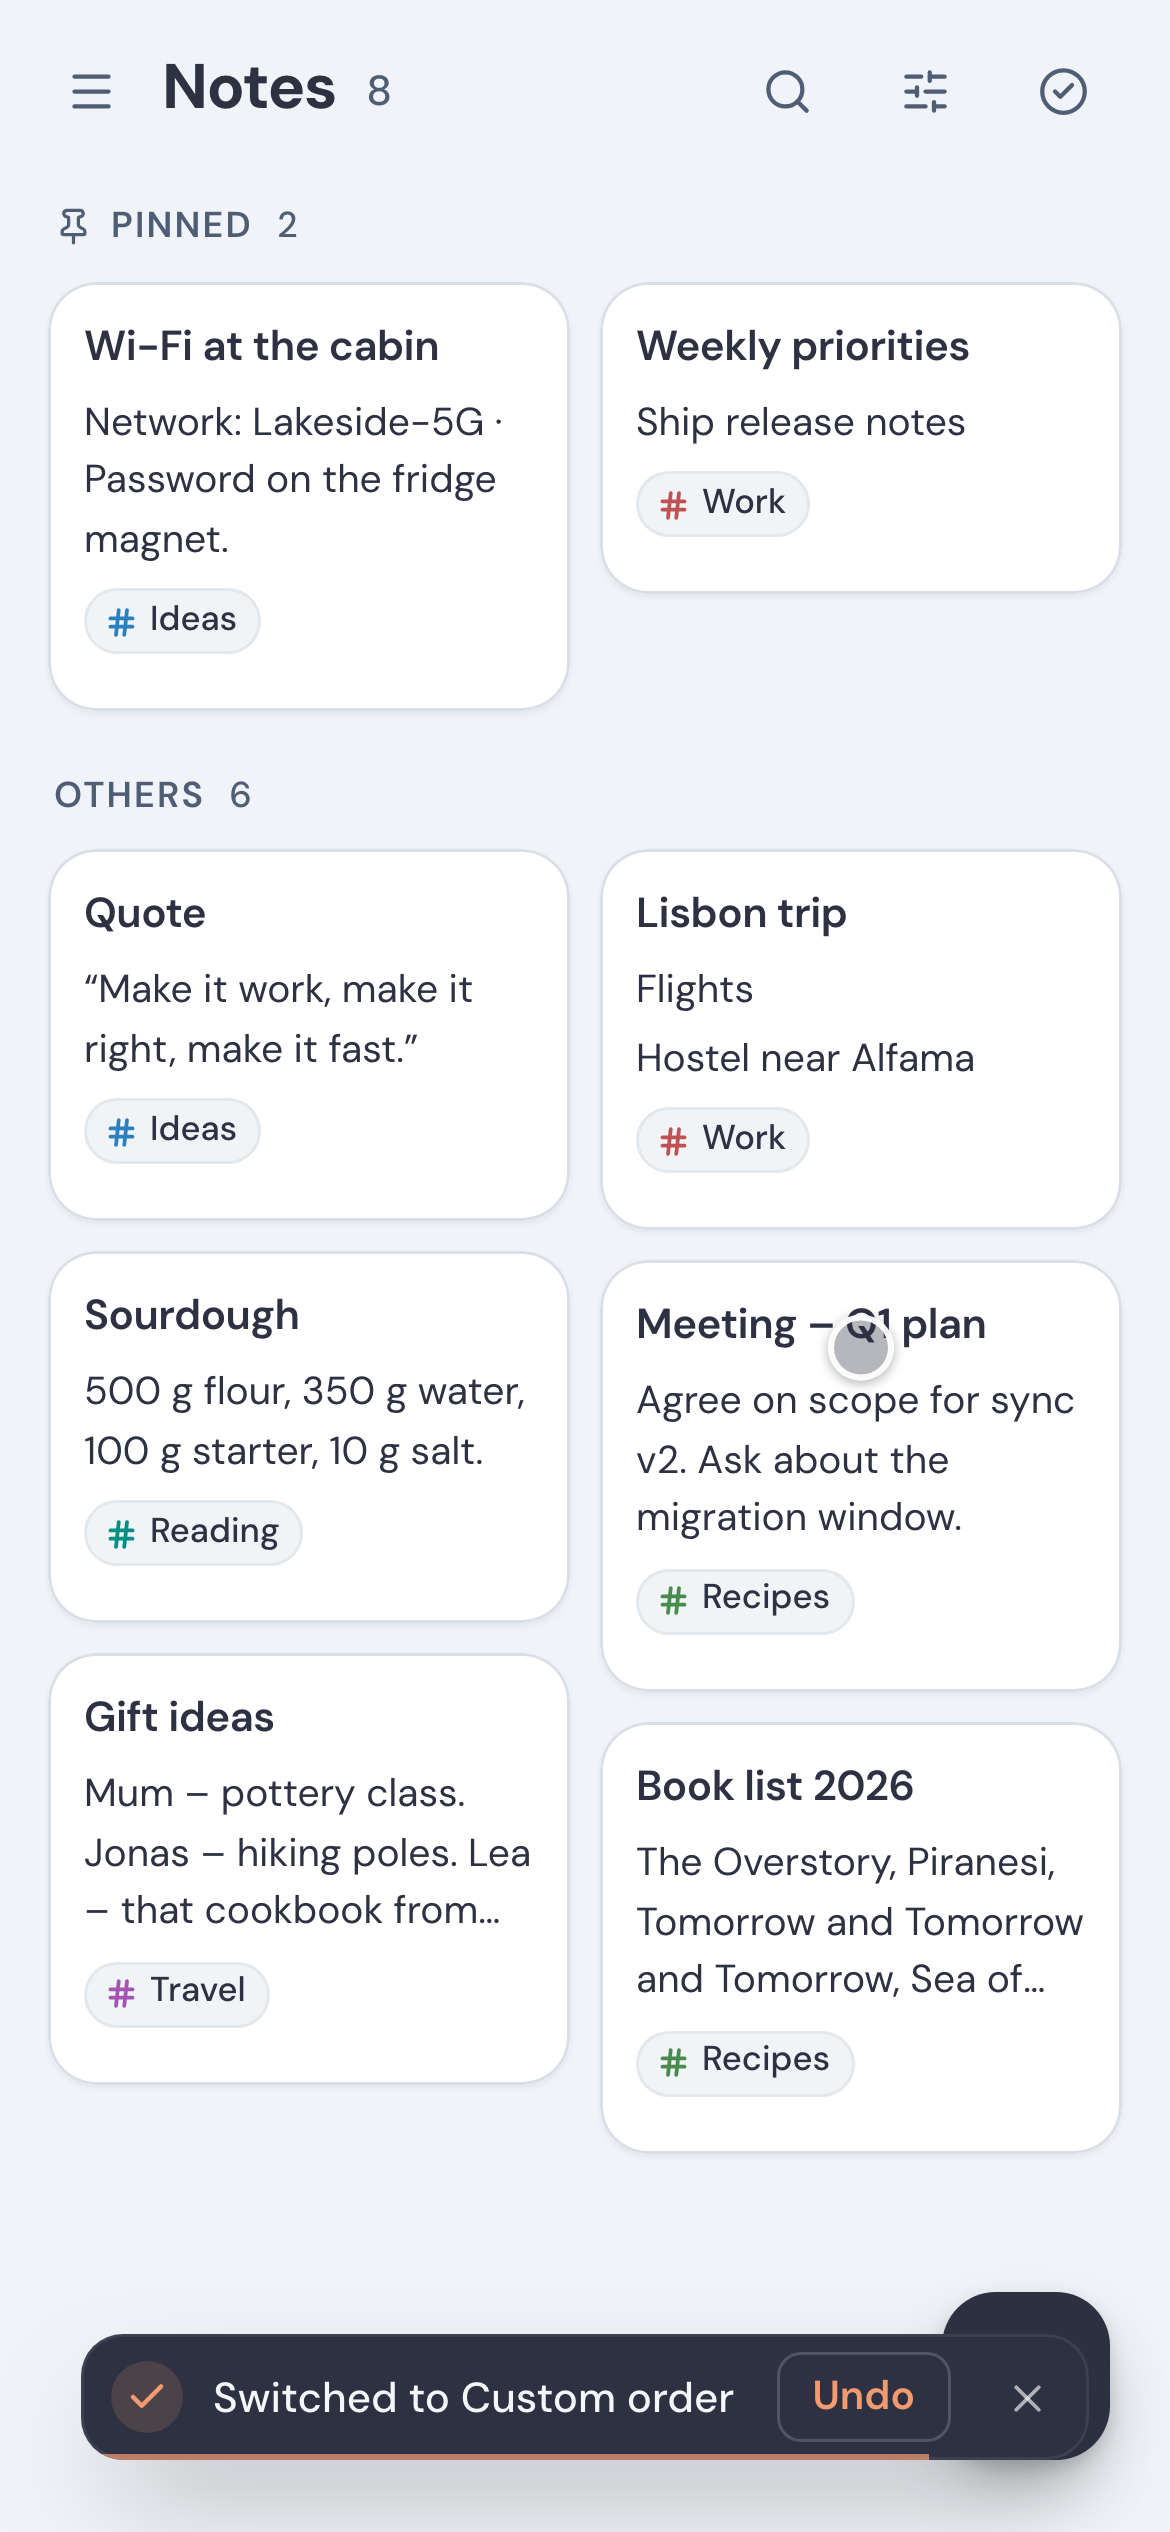 Notes 8
PINNED 2
Wi-Fi at the cabin
Network: Lakeside-5G ·
Password on the fridge
magnet.
# Ideas
Weekly priorities
Ship release notes
# Work
OTHERS 6
Quote
“Make it work, make it
right, make it fast.”
# Ideas
Lisbon trip
Flights
Hostel near Alfama
# Work
Sourdough
500 g flour, 350 g water,
100 g starter, 10 g salt.
# Reading
Meeting – Q1 plan
Agree on scope for sync
v2. Ask about the
migration window.
# Recipes
Gift ideas
Mum – pottery class.
Jonas – hiking poles. Lea
– that cookbook from...
# Travel
Book list 2026
The Overstory, Piranesi,
Tomorrow and Tomorrow
and Tomorrow, Sea of...
# Recipes
Switched to Custom order
Undo